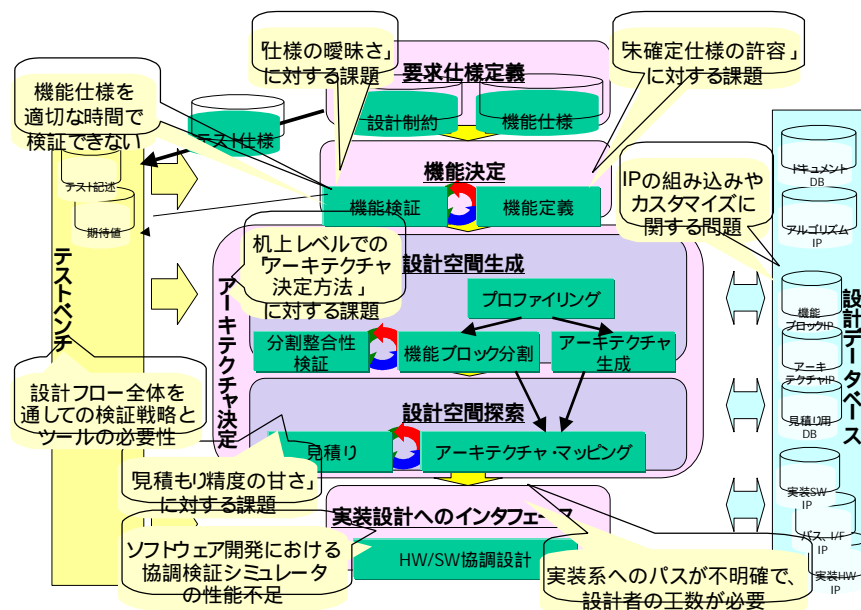 「仕様の曖昧さ」
に対する課題
「未確定仕様の許容」
に対する課題
要求仕様定義
機能仕様を
適切な時間で
検証できない
設計制約
機能仕様
テスト仕様
機能決定
テスト記述
期待値
機能検証
機能定義
IPの組み込みや
カスタマイズに
関する問題
ドキュメント
DB
アルゴリズム
IP
机上レベルでの
「アーキテクチャ
決定方法」
に対する課題
設計空間生成
プロファイリング
テストベンチ
アーキテクチャ決定
分割整合性
検証
機能ブロック分割
アーキテクチャ
生成
機能
ブロックIP
アーキ
テクチャIP
設計データベース
設計フロー全体を
通しての検証戦略と
ツールの必要性
設計空間探索
見積り
アーキテクチャ・マッピング
見積り用
DB
「見積もり精度の甘さ」
に対する課題
実装SW
IP
実装設計へのインタフェース
バス、I/F
IP
ソフトウェア開発における
協調検証シミュレータ
の性能不足
HW/SW協調設計
実装系へのパスが不明確で、
設計者の工数が必要
実装HW
IP